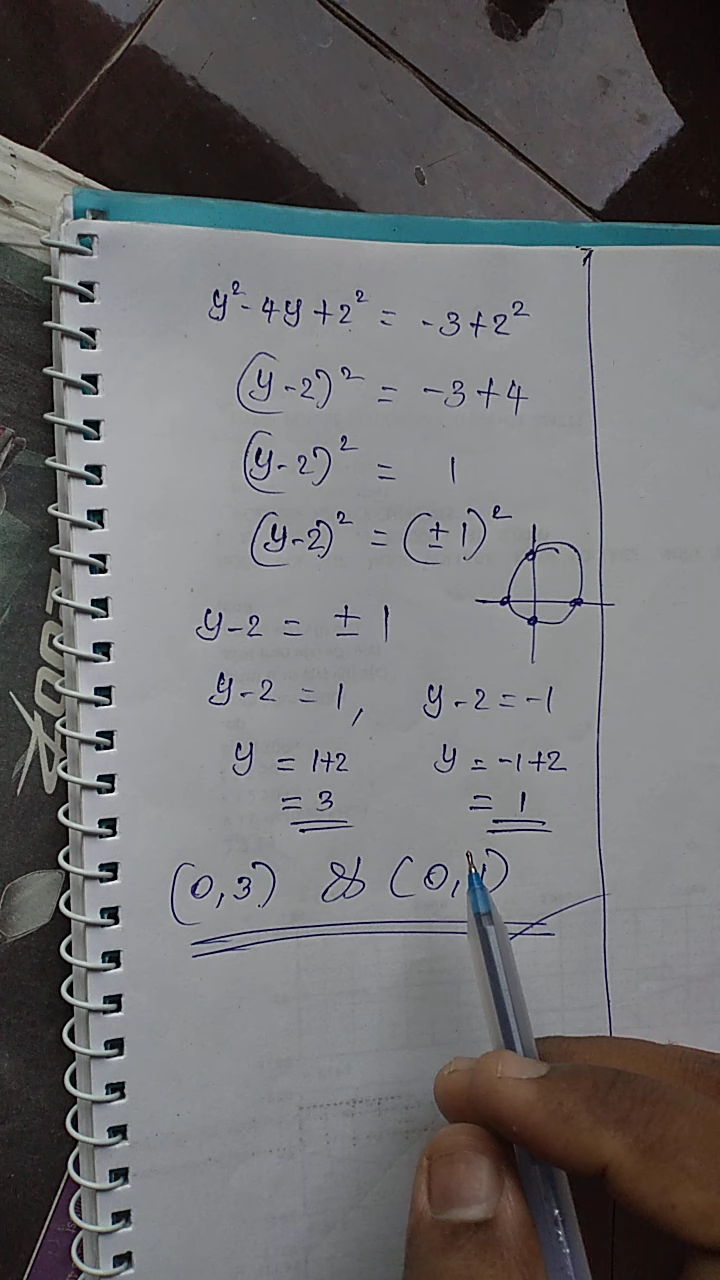 y² - 4y + 2² = -3 + 2²
(y - 2)² = -3 + 4
(y - 2)² = 1
(y - 2)² = (± 1)²
y - 2 = ± 1
y - 2 = 1, y - 2 = -1
y = 1+2 y = -1+2
= 3 = 1
(0, 3) & (0, 1)